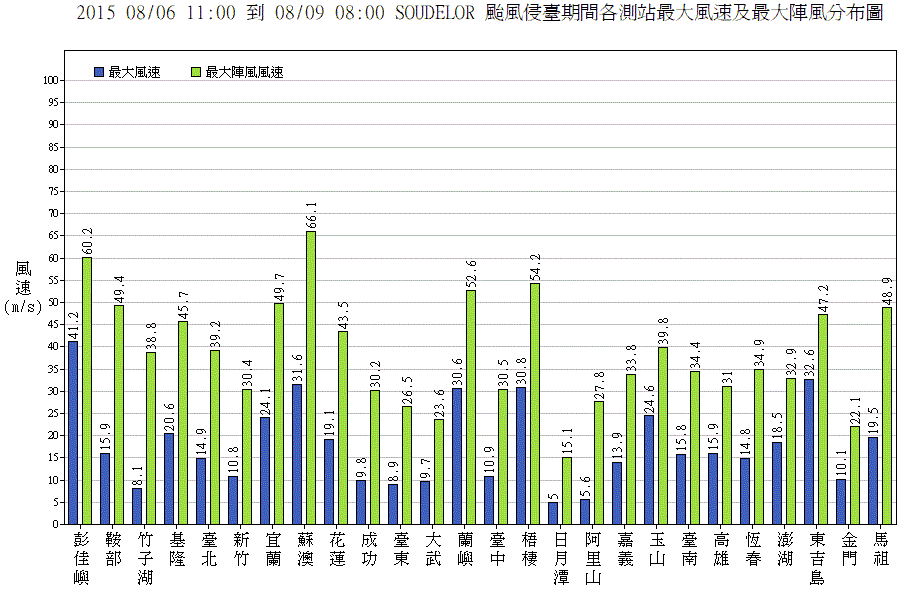 2015 08/06 11:00 到 08/09 08:00 SOUDELOR 颱風侵臺期間各測站最大風速及最大陣風分布圖
最大風速 最大陣風風速
風速(m/s)
100
95
90
85
80
75
70
65
60
55
50
45
40
35
30
25
20
15
10
5
0
41.2 60.2
15.9 49.4
8.1 38.8
20.6 45.7
14.9 39.2
10.8 30.4
24.1 49.7
31.6 66.1
19.1 43.5
9.8 30.2
8.9 26.5
9.7 23.6
30.6 52.6
10.9 30.5
30.8 54.2
5 15.1
5.6 27.8
13.9 33.8
24.6 39.8
15.8 34.4
15.9 31
14.8 34.9
18.5 32.9
32.6 47.2
10.1 22.1
19.5 48.9
彭佳嶼
鞍部
竹子湖
基隆
臺北
新竹
宜蘭
蘇澳
花蓮
成功
臺東
大武
蘭嶼
臺中
梧棲
日月潭
阿里山
嘉義
玉山
臺南
高雄
恆春
澎湖
東吉島
金門
馬祖